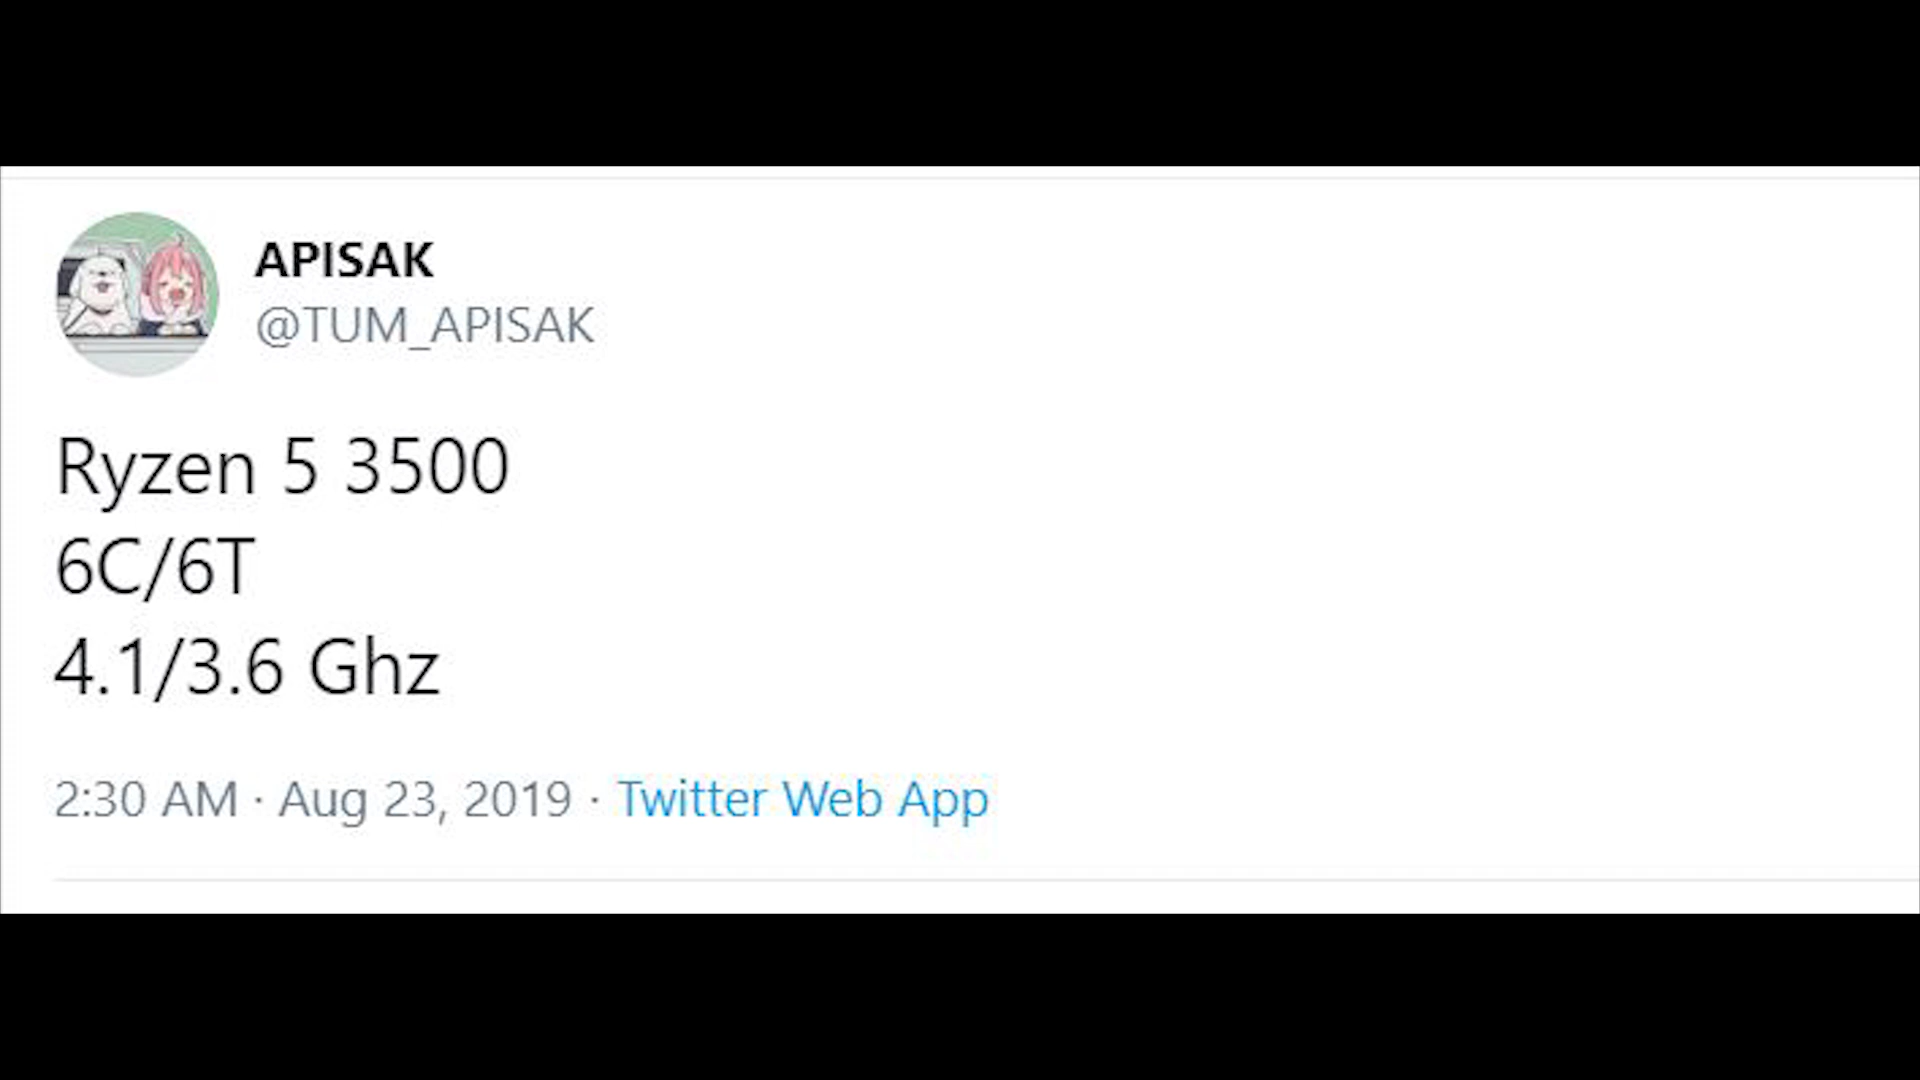 APISAK
@TUM_APISAK
Ryzen 5 3500
6C/6T
4.1/3.6 Ghz
2:30 AM · Aug 23, 2019 · Twitter Web App